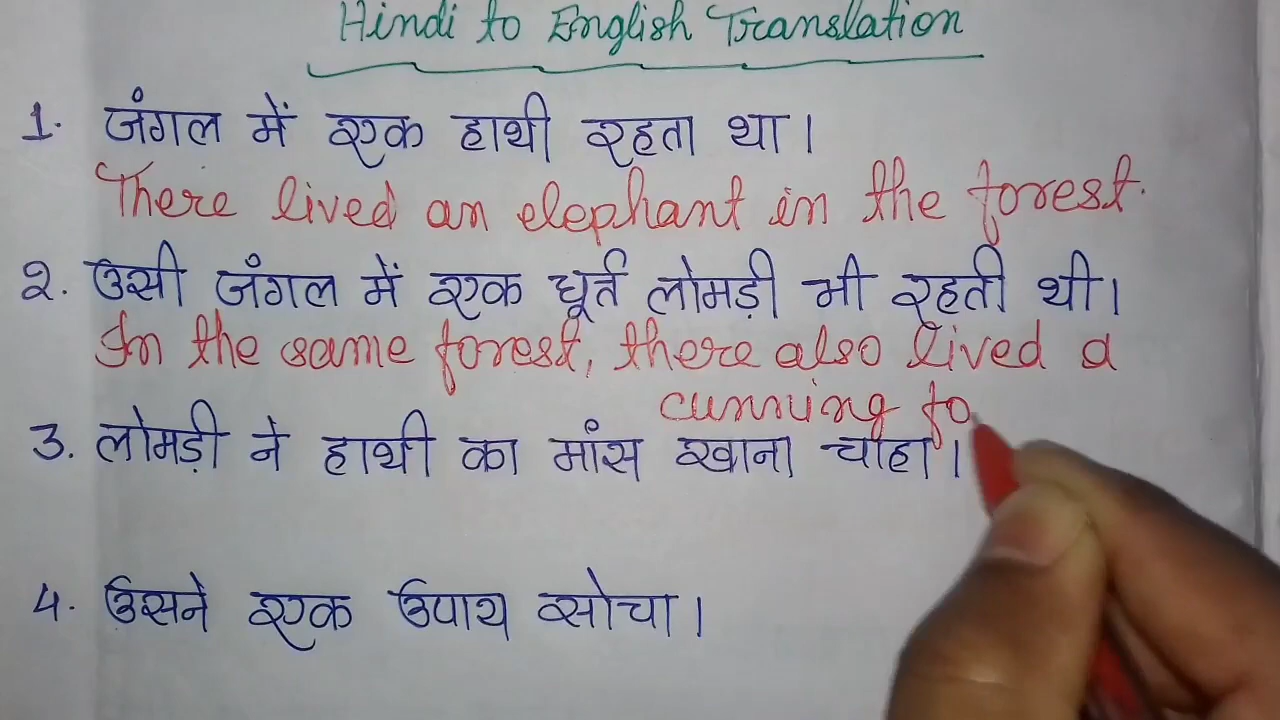 Hindi to English Translation
1. जंगल में एक हाथी रहता था।
There lived an elephant in the forest.
2. उसी जंगल में एक धूर्त लोमड़ी भी रहती थी।
In the same forest, there also lived a
cunning fo
3. लोमड़ी ने हाथी का मांस खाना चाहा।
4. उसने एक उपाय सोचा।